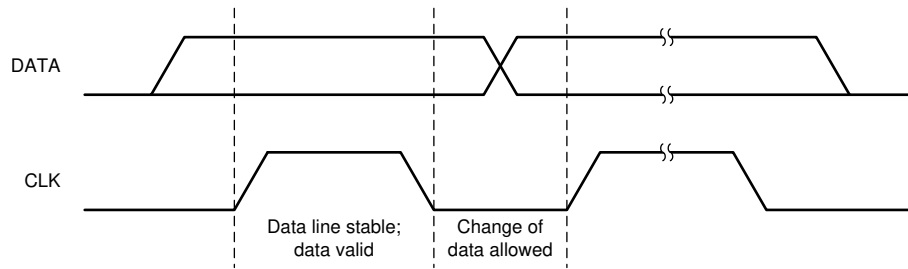 DATA
CLK
Data line stable;
data valid
Change of
data allowed